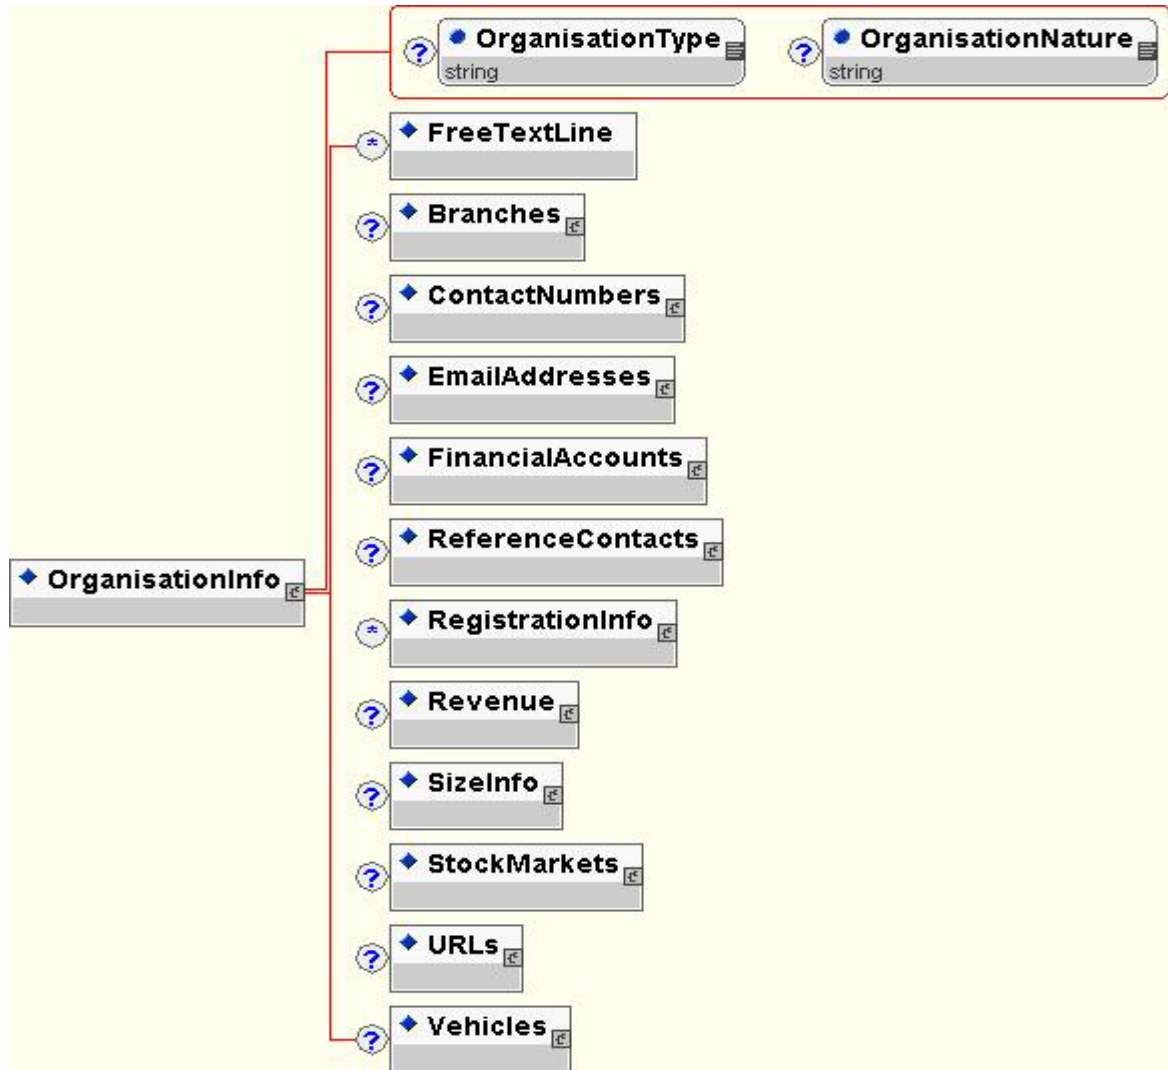 ? OrganisationType ? OrganisationNature
string string
* FreeTextLine
? Branches
? ContactNumbers
? EmailAddresses
? FinancialAccounts
? ReferenceContacts
OrganisationInfo
* RegistrationInfo
? Revenue
? SizeInfo
? StockMarkets
? URLs
? Vehicles